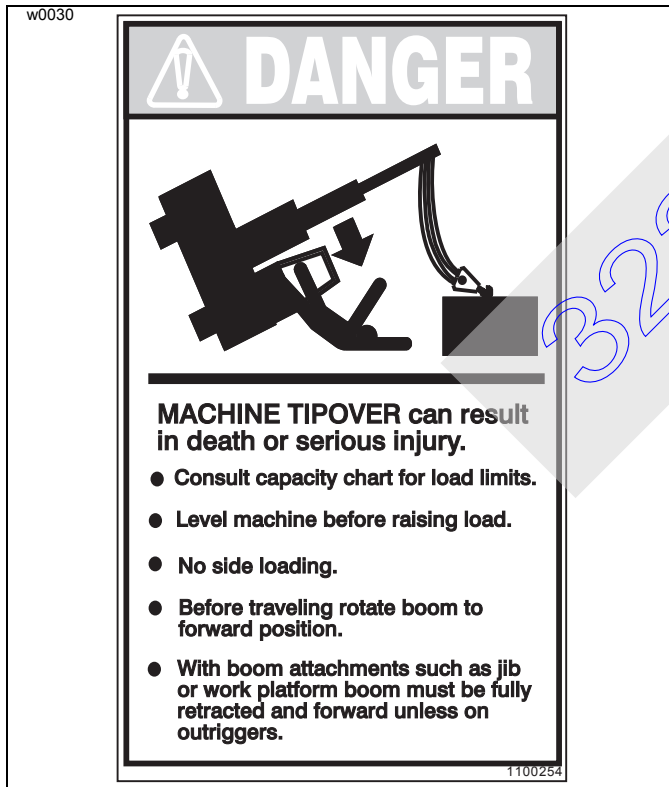 w0030
DANGER
MACHINE TIPOVER can result
in death or serious injury.
● Consult capacity chart for load limits.
● Level machine before raising load.
● No side loading.
● Before traveling rotate boom to
forward position.
● With boom attachments such as jib
or work platform boom must be fully
retracted and forward unless on
outriggers.
1100254